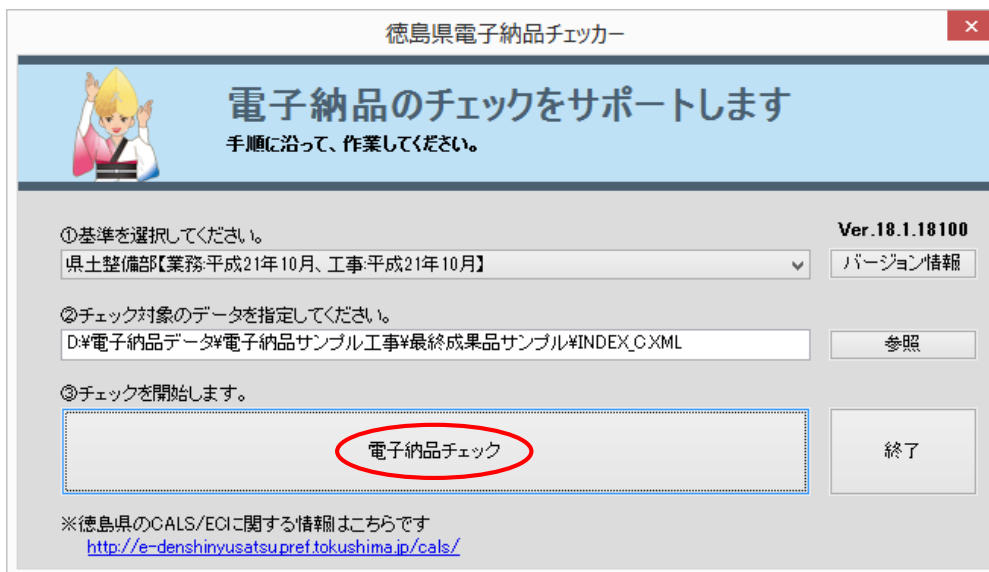 徳島県電子納品チェッカー
電子納品のチェックをサポートします
手順に沿って、作業してください。
①基準を選択してください。
Ver.18.1.18100
県土整備部【業務:平成21年10月、工事:平成21年10月】
バージョン情報
②チェック対象のデータを指定してください。
D:¥電子納品データ¥電子納品サンプル工事¥最終成果品サンプル¥INDEX_C.XML
参照
③チェックを開始します。
電子納品チェック
終了
※徳島県のCALS/ECIに関する情報はこちらです
http://e-denshinyusatsu.pref.tokushima.jp/cals/